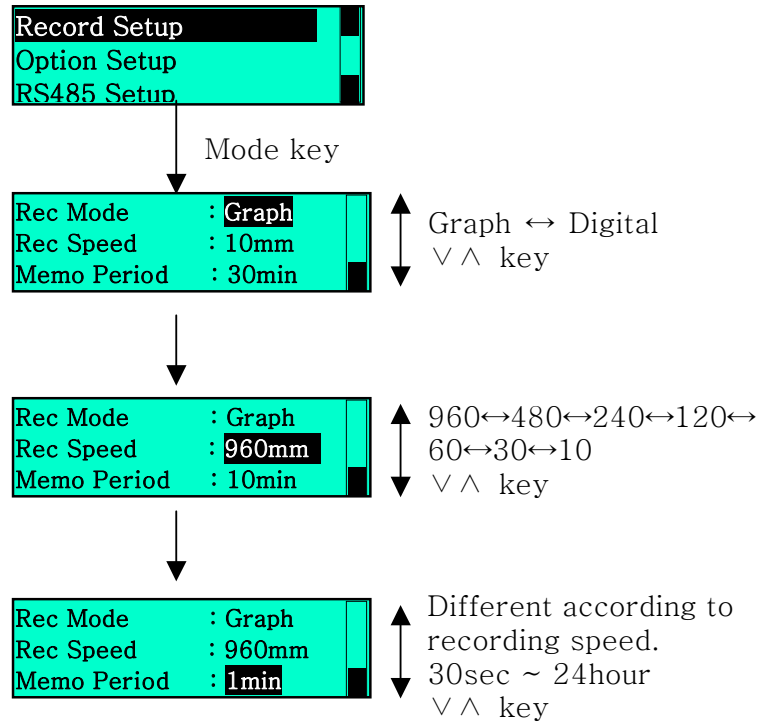 Record Setup
Option Setup
RS485 Setup
Mode key
Rec Mode : Graph
Rec Speed : 10mm
Memo Period : 30min
Graph ↔ Digital
∨∧ key
Rec Mode : Graph
Rec Speed : 960mm
Memo Period : 10min
960↔480↔240↔120↔
60↔30↔10
∨∧ key
Rec Mode : Graph
Rec Speed : 960mm
Memo Period : 1min
Different according to
recording speed.
30sec ~ 24hour
∨∧ key